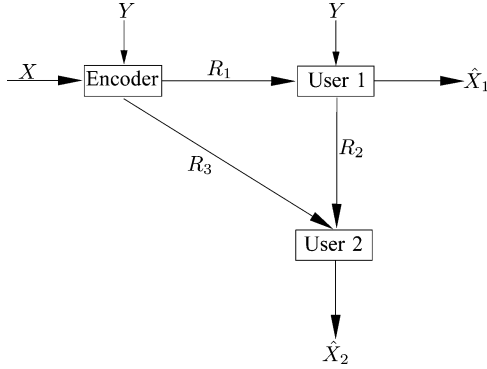 Y Y
X Encoder R₁ User 1 X̂₁
R₃ R₂
User 2
X̂₂